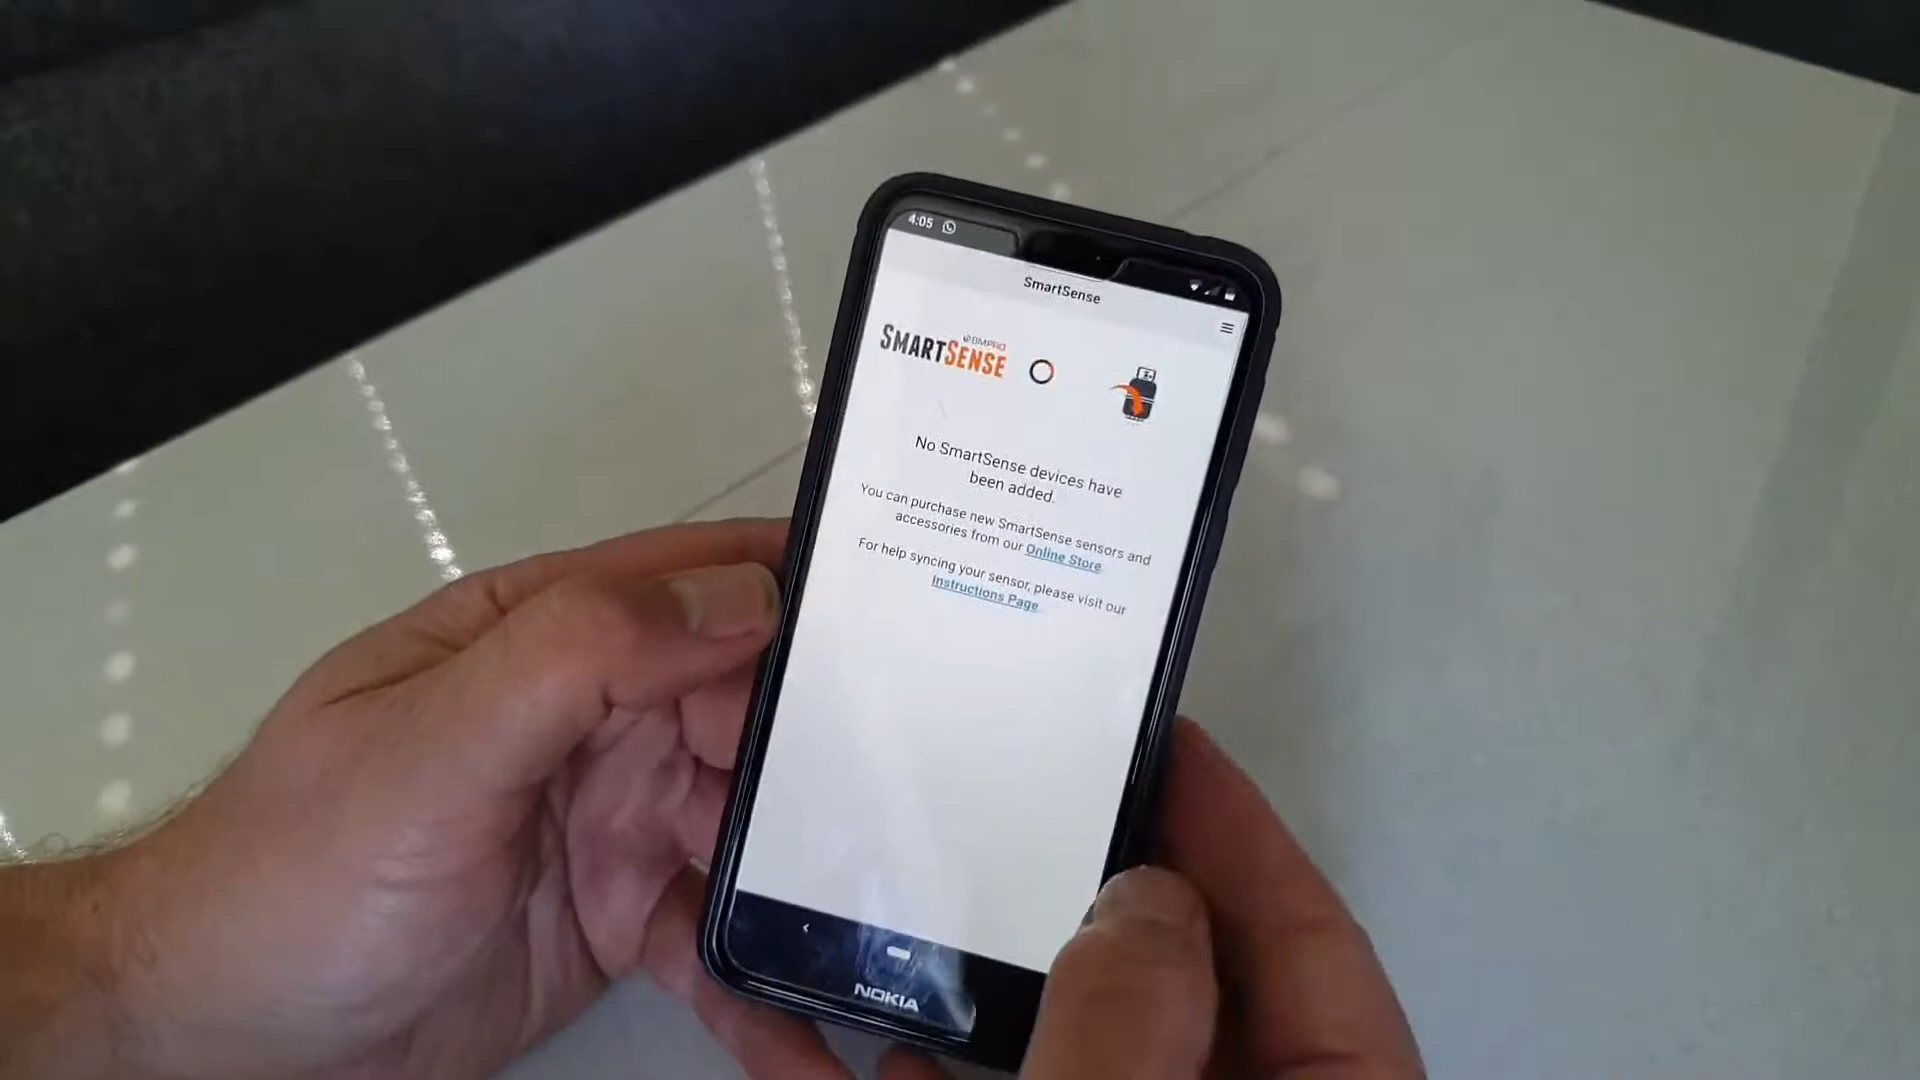 4:05
SmartSense
BMPRO
SMARTSENSE
No SmartSense devices have
been added.
You can purchase new SmartSense sensors and
accessories from our Online Store.
For help syncing your sensor, please visit our
Instructions Page.
NOKIA